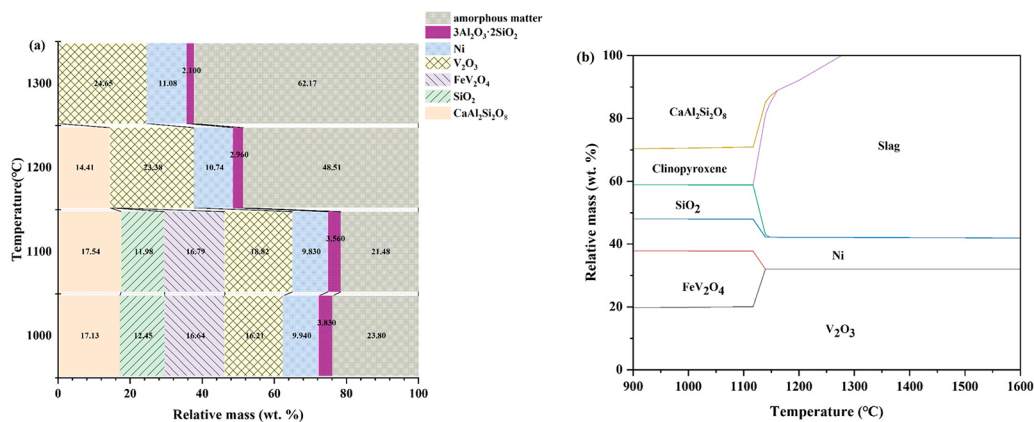 (a)
amorphous matter
3Al₂O₃·2SiO₂
Ni
V₂O₃
FeV₂O₄
SiO₂
CaAl₂Si₂O₈
Temperature(°C)
1300
24.65 11.08 2.100 62.17
1200
14.41 23.38 10.74 2.960 48.51
1100
17.54 11.98 16.79 18.82 9.830 3.560 21.48
1000
17.13 12.45 16.64 16.21 9.940 3.830 23.80
0 20 40 60 80 100
Relative mass (wt. %)
(b)
Relative mass (wt. %)
100
80
60
40
20
0
CaAl₂Si₂O₈
Slag
Clinopyroxene
SiO₂
Ni
FeV₂O₄
V₂O₃
900 1000 1100 1200 1300 1400 1500 1600
Temperature (°C)